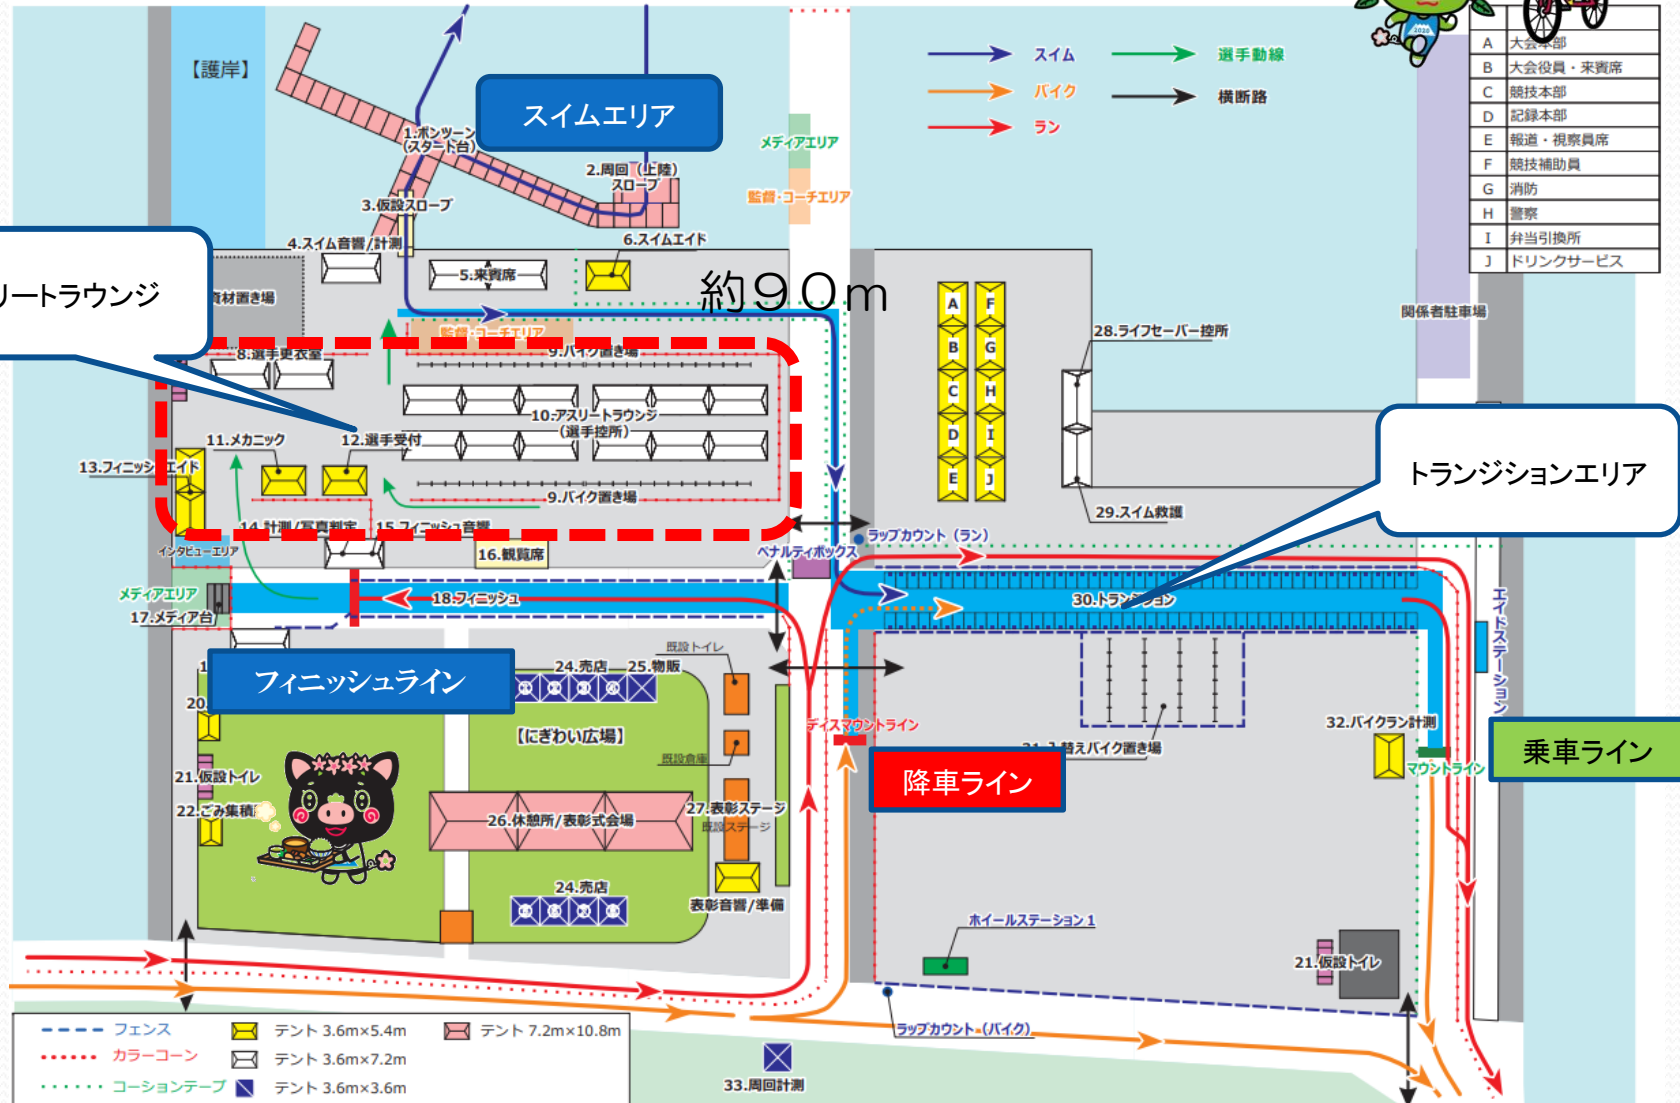 【護岸】
スイムエリア
スイム
バイク
ラン
選手動線
横断路
2020
A 大会本部
B 大会役員・来賓席
C 競技本部
D 記録本部
E 報道・視察員席
F 競技補助員
G 消防
H 警察
I 弁当引換所
J ドリンクサービス
関係者駐車場
1.ポンツーン
(スタート台)
2.周回（上陸）
スロープ
3.仮設スロープ
4.スイム音響/計測
5.来賓席
6.スイムエイド
メディアエリア
監督・コーチエリア
約90m
リートラウンジ
資材置き場
監督・コーチエリア
8.選手更衣室
9.バイク置き場
10.アスリートラウンジ
（選手控所）
11.メカニック
12.選手受付
13.フィニッシュエイド
9.バイク置き場
14.計測/写真判定
15.フィニッシュ音響
16.観覧席
インタビューエリア
メディアエリア
17.メディア台
18.フィニッシュ
ペナルティボックス
A
B
C
D
E
F
G
H
I
J
28.ライフセーバー控所
29.スイム救護
トランジションエリア
ラップカウント（ラン）
30.トランジション
エイドステーション
フィニッシュライン
20.
21.仮設トイレ
22.ごみ集積
24.売店
25.物販
【にぎわい広場】
既設トイレ
既設倉庫
26.休憩所/表彰式会場
27.表彰ステージ
既設ステージ
24.売店
表彰音響/準備
ディスマウントライン
降車ライン
替えバイク置き場
32.バイクラン計測
マウントライン
乗車ライン
ホイールステーション1
21.仮設トイレ
ラップカウント（バイク）
33.周回計測
フェンス
カラーコーン
コーションテープ
テント 3.6m×5.4m
テント 3.6m×7.2m
テント 3.6m×3.6m
テント 7.2m×10.8m